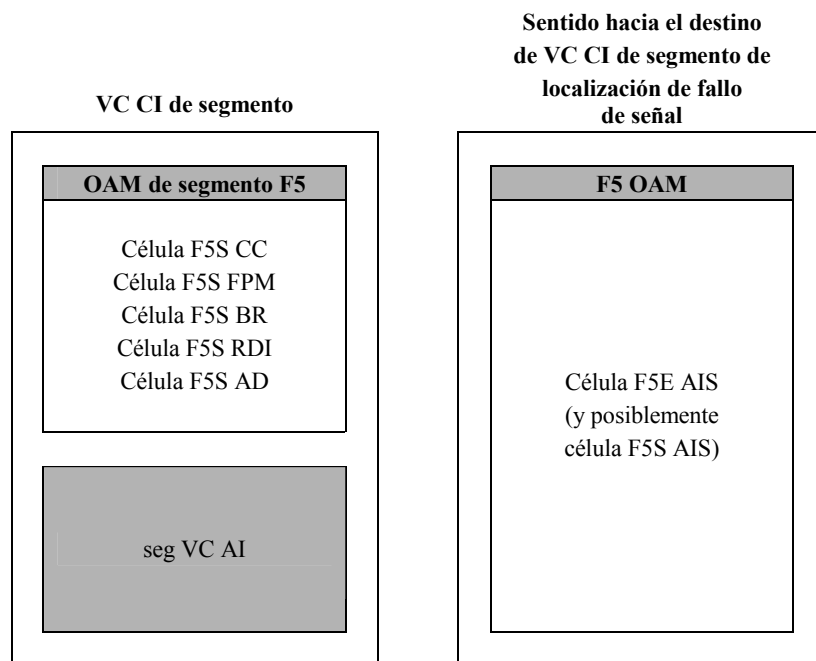 VC CI de segmento
OAM de segmento F5
Célula F5S CC
Célula F5S FPM
Célula F5S BR
Célula F5S RDI
Célula F5S AD
seg VC AI
Sentido hacia el destino
de VC CI de segmento de
localización de fallo
de señal
F5 OAM
Célula F5E AIS
(y posiblemente
célula F5S AIS)